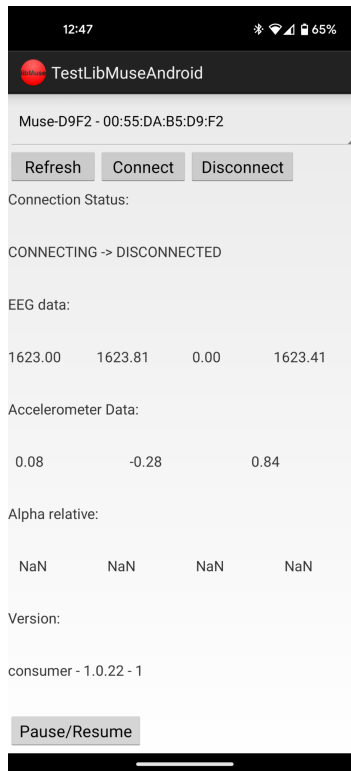 12:47 65%
libMuse TestLibMuseAndroid
Muse-D9F2 - 00:55:DA:B5:D9:F2
Refresh Connect Disconnect
Connection Status:
CONNECTING -> DISCONNECTED
EEG data:
1623.00 1623.81 0.00 1623.41
Accelerometer Data:
0.08 -0.28 0.84
Alpha relative:
NaN NaN NaN NaN
Version:
consumer - 1.0.22 - 1
Pause/Resume